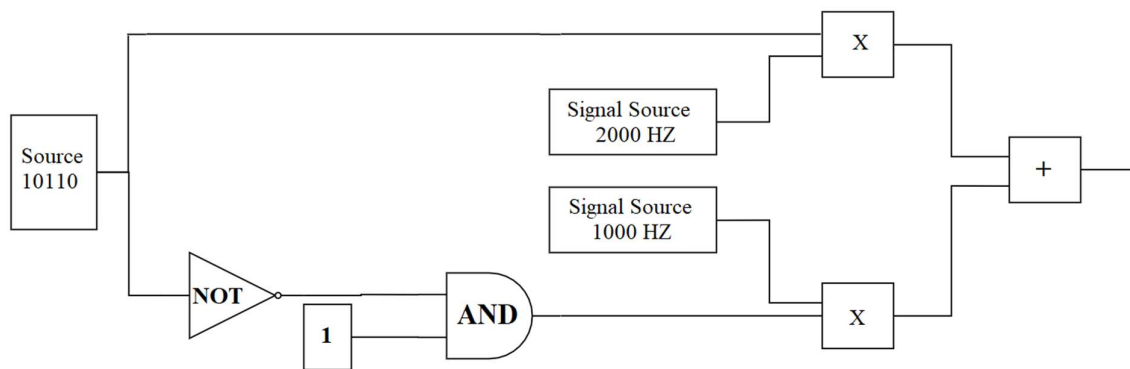 X
Signal Source
2000 HZ
Source
10110
+
Signal Source
1000 HZ
NOT
AND
1
X